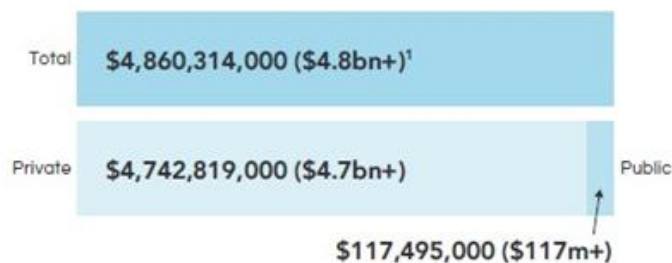 Total $4,860,314,000 ($4.8bn+)¹
Private $4,742,819,000 ($4.7bn+) Public
$117,495,000 ($117m+)